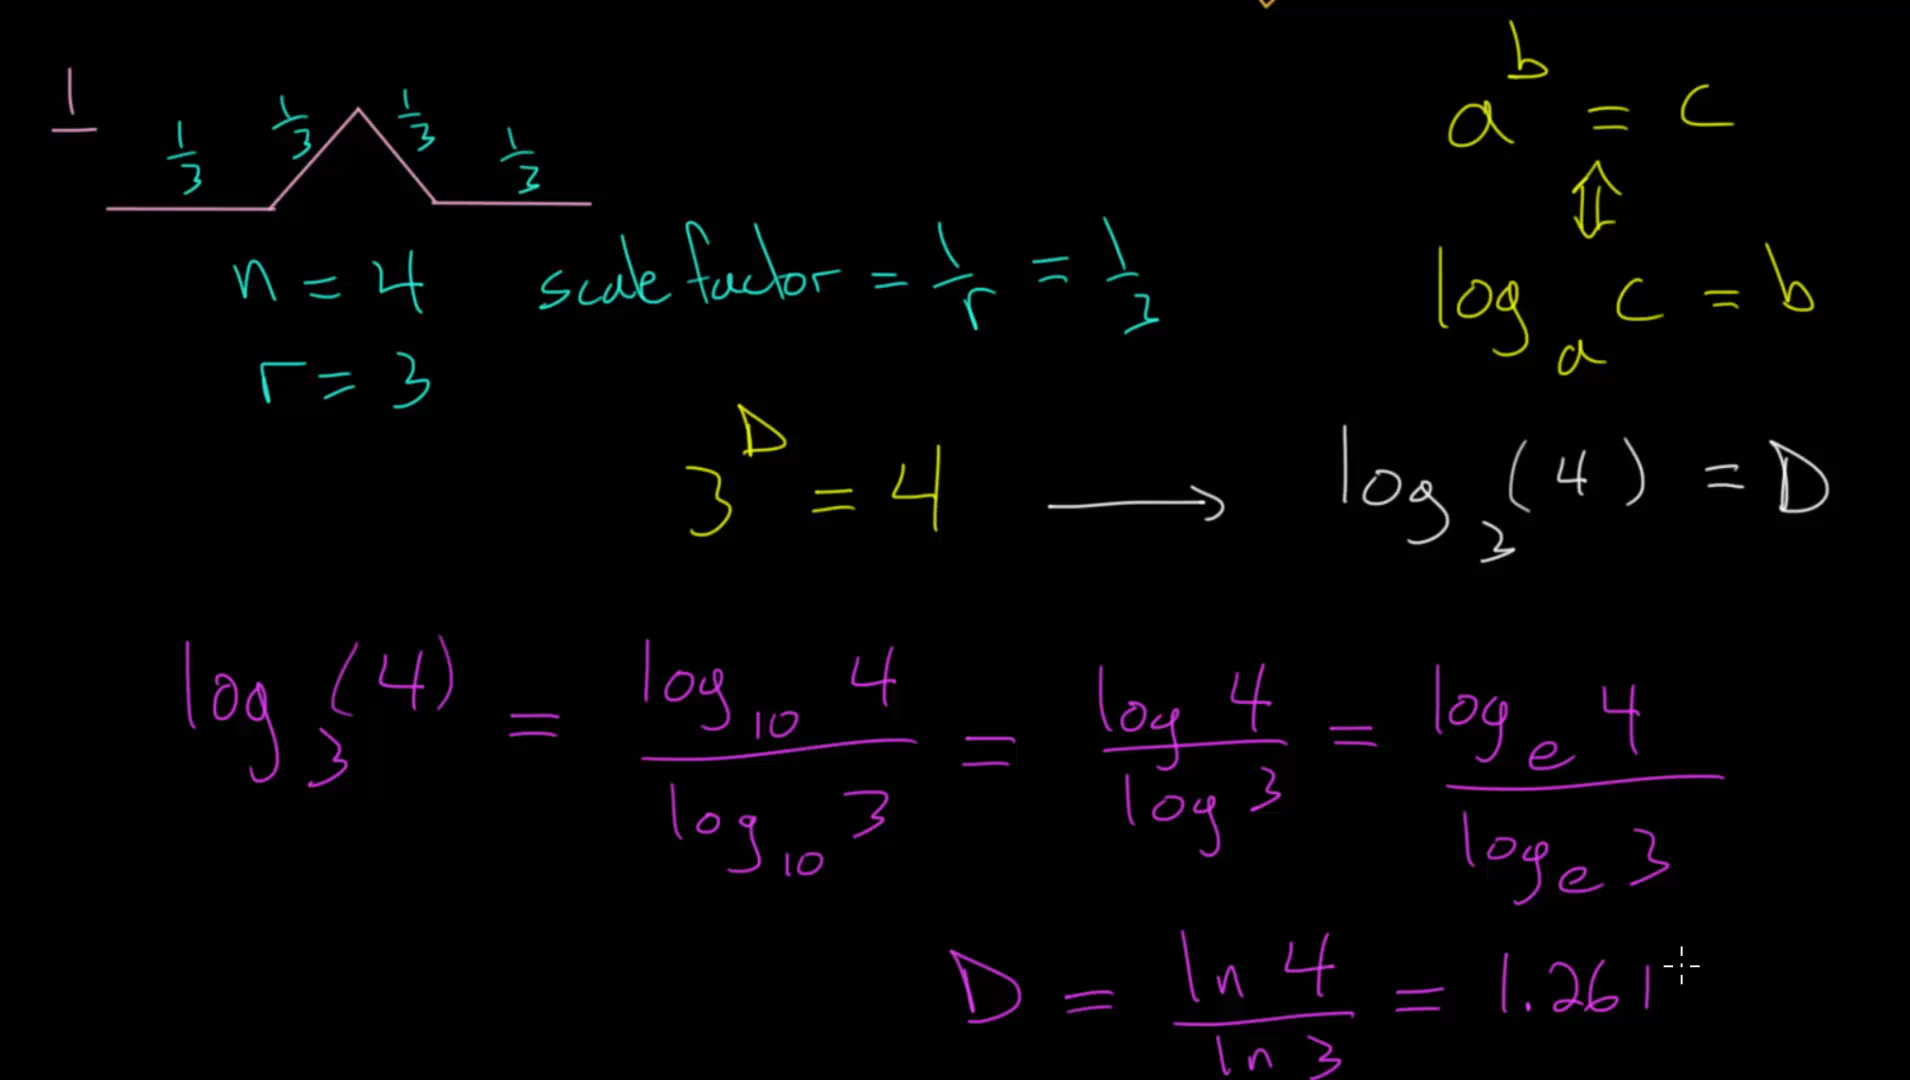 1
1/3 1/3 1/3 1/3
a^b = c
⇕
n = 4 scale factor = 1/r = 1/3
log_a c = b
r = 3
3^D = 4 → log_3 (4) = D
log_3 (4) = log_10 4 / log_10 3 = log 4 / log 3 = log_e 4 / log_e 3
D = ln 4 / ln 3 = 1.261